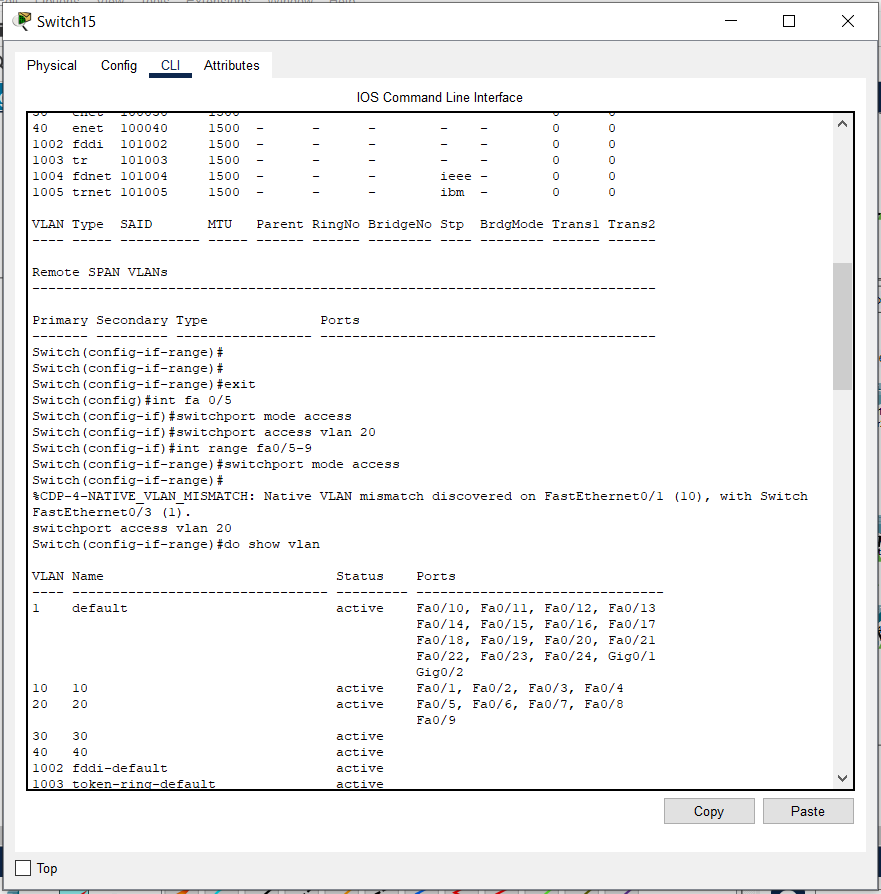 Switch15
Physical Config CLI Attributes
IOS Command Line Interface
40 enet 100040 1500 - - - - - 0 0
1002 fddi 101002 1500 - - - - - 0 0
1003 tr 101003 1500 - - - - - 0 0
1004 fdnet 101004 1500 - - - ieee - 0 0
1005 trnet 101005 1500 - - - ibm - 0 0
VLAN Type SAID MTU Parent RingNo BridgeNo Stp BrdgMode Trans1 Trans2
---- ----- ---------- ----- ------ ------ -------- ---- -------- ------ ------
Remote SPAN VLANs
------------------------------------------------------------------------------
Primary Secondary Type Ports
------- --------- ----------------- ------------------------------------------
Switch(config-if-range)#
Switch(config-if-range)#
Switch(config-if-range)#exit
Switch(config)#int fa 0/5
Switch(config-if)#switchport mode access
Switch(config-if)#switchport access vlan 20
Switch(config-if)#int range fa0/5-9
Switch(config-if-range)#switchport mode access
Switch(config-if-range)#
%CDP-4-NATIVE_VLAN_MISMATCH: Native VLAN mismatch discovered on FastEthernet0/1 (10), with Switch
FastEthernet0/3 (1).
switchport access vlan 20
Switch(config-if-range)#do show vlan
VLAN Name Status Ports
---- -------------------------------- --------- -------------------------------
1 default active Fa0/10, Fa0/11, Fa0/12, Fa0/13
Fa0/14, Fa0/15, Fa0/16, Fa0/17
Fa0/18, Fa0/19, Fa0/20, Fa0/21
Fa0/22, Fa0/23, Fa0/24, Gig0/1
Gig0/2
10 10 active Fa0/1, Fa0/2, Fa0/3, Fa0/4
20 20 active Fa0/5, Fa0/6, Fa0/7, Fa0/8
Fa0/9
30 30 active
40 40 active
1002 fddi-default active
1003 token-ring-default active
Copy Paste
Top